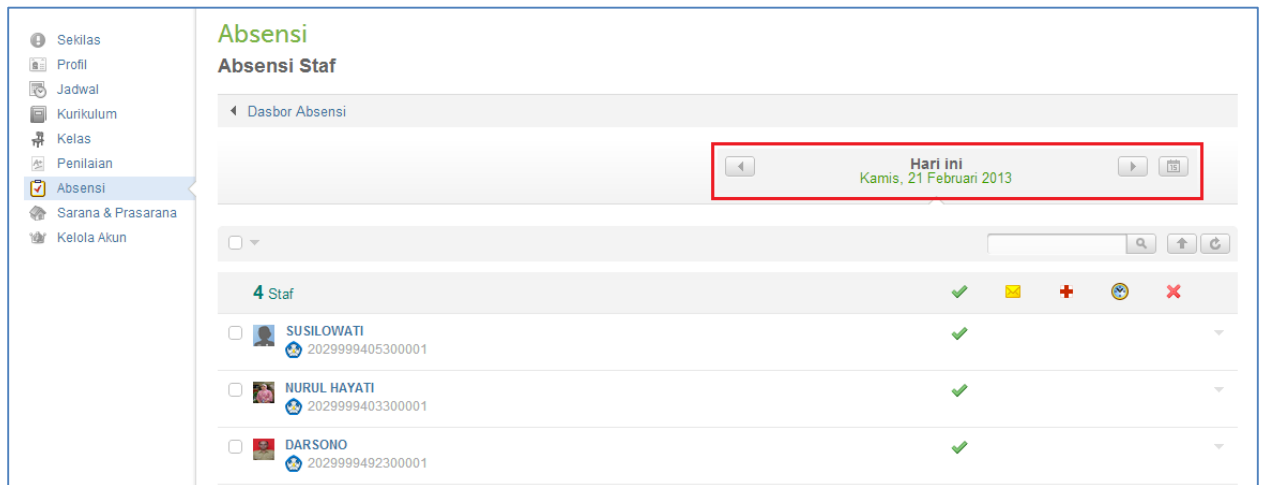 Sekilas
Profil
Jadwal
Kurikulum
Kelas
Penilaian
Absensi
Sarana & Prasarana
Kelola Akun
Absensi
Absensi Staf
Dasbor Absensi
Hari ini
Kamis, 21 Februari 2013
15
4 Staf
SUSILOWATI
2029999405300001
NURUL HAYATI
2029999403300001
DARSONO
2029999492300001